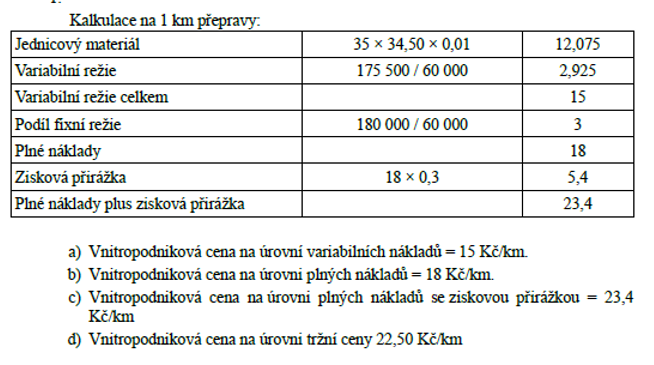 Kalkulace na 1 km přepravy:
Jednicový materiál 35 × 34,50 × 0,01 12,075
Variabilní režie 175 500 / 60 000 2,925
Variabilní režie celkem 15
Podíl fixní režie 180 000 / 60 000 3
Plné náklady 18
Zisková přirážka 18 × 0,3 5,4
Plné náklady plus zisková přirážka 23,4
a) Vnitropodniková cena na úrovní variabilních nákladů = 15 Kč/km.
b) Vnitropodniková cena na úrovni plných nákladů = 18 Kč/km.
c) Vnitropodniková cena na úrovni plných nákladů se ziskovou přirážkou = 23,4
Kč/km
d) Vnitropodniková cena na úrovni tržní ceny 22,50 Kč/km